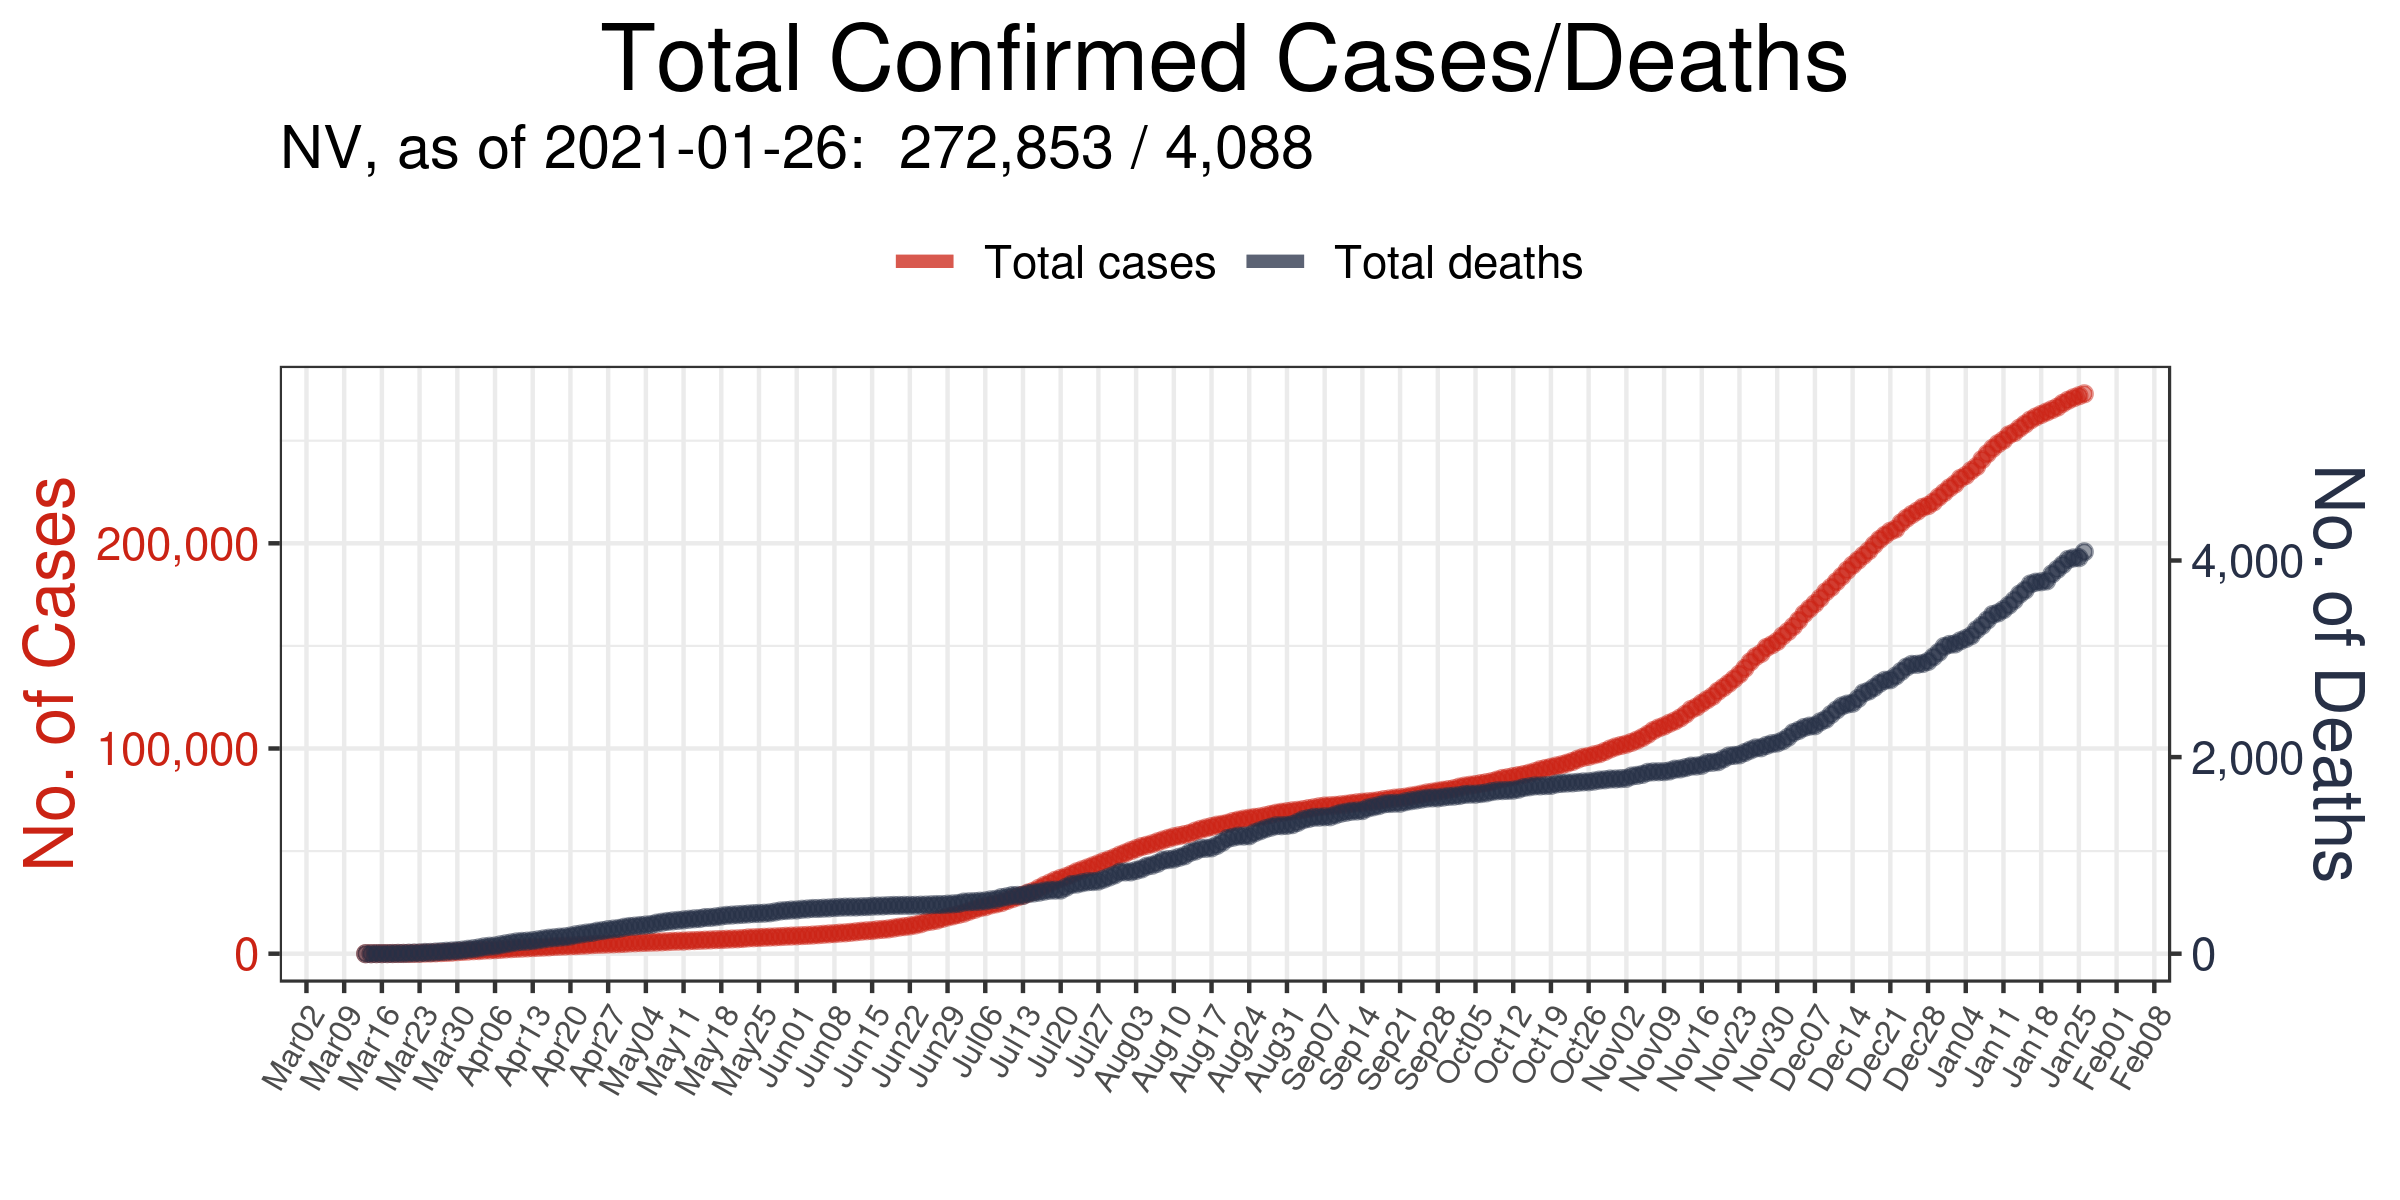 Total Confirmed Cases/Deaths
NV, as of 2021-01-26:  272,853 / 4,088
Total cases
Total deaths
No. of Cases
200,000
100,000
0
4,000
2,000
0
No. of Deaths
Mar02
Mar09
Mar16
Mar23
Mar30
Apr06
Apr13
Apr20
Apr27
May04
May11
May18
May25
Jun01
Jun08
Jun15
Jun22
Jun29
Jul06
Jul13
Jul20
Jul27
Aug03
Aug10
Aug17
Aug24
Aug31
Sep07
Sep14
Sep21
Sep28
Oct05
Oct12
Oct19
Oct26
Nov02
Nov09
Nov16
Nov23
Nov30
Dec07
Dec14
Dec21
Dec28
Jan04
Jan11
Jan18
Jan25
Feb01
Feb08